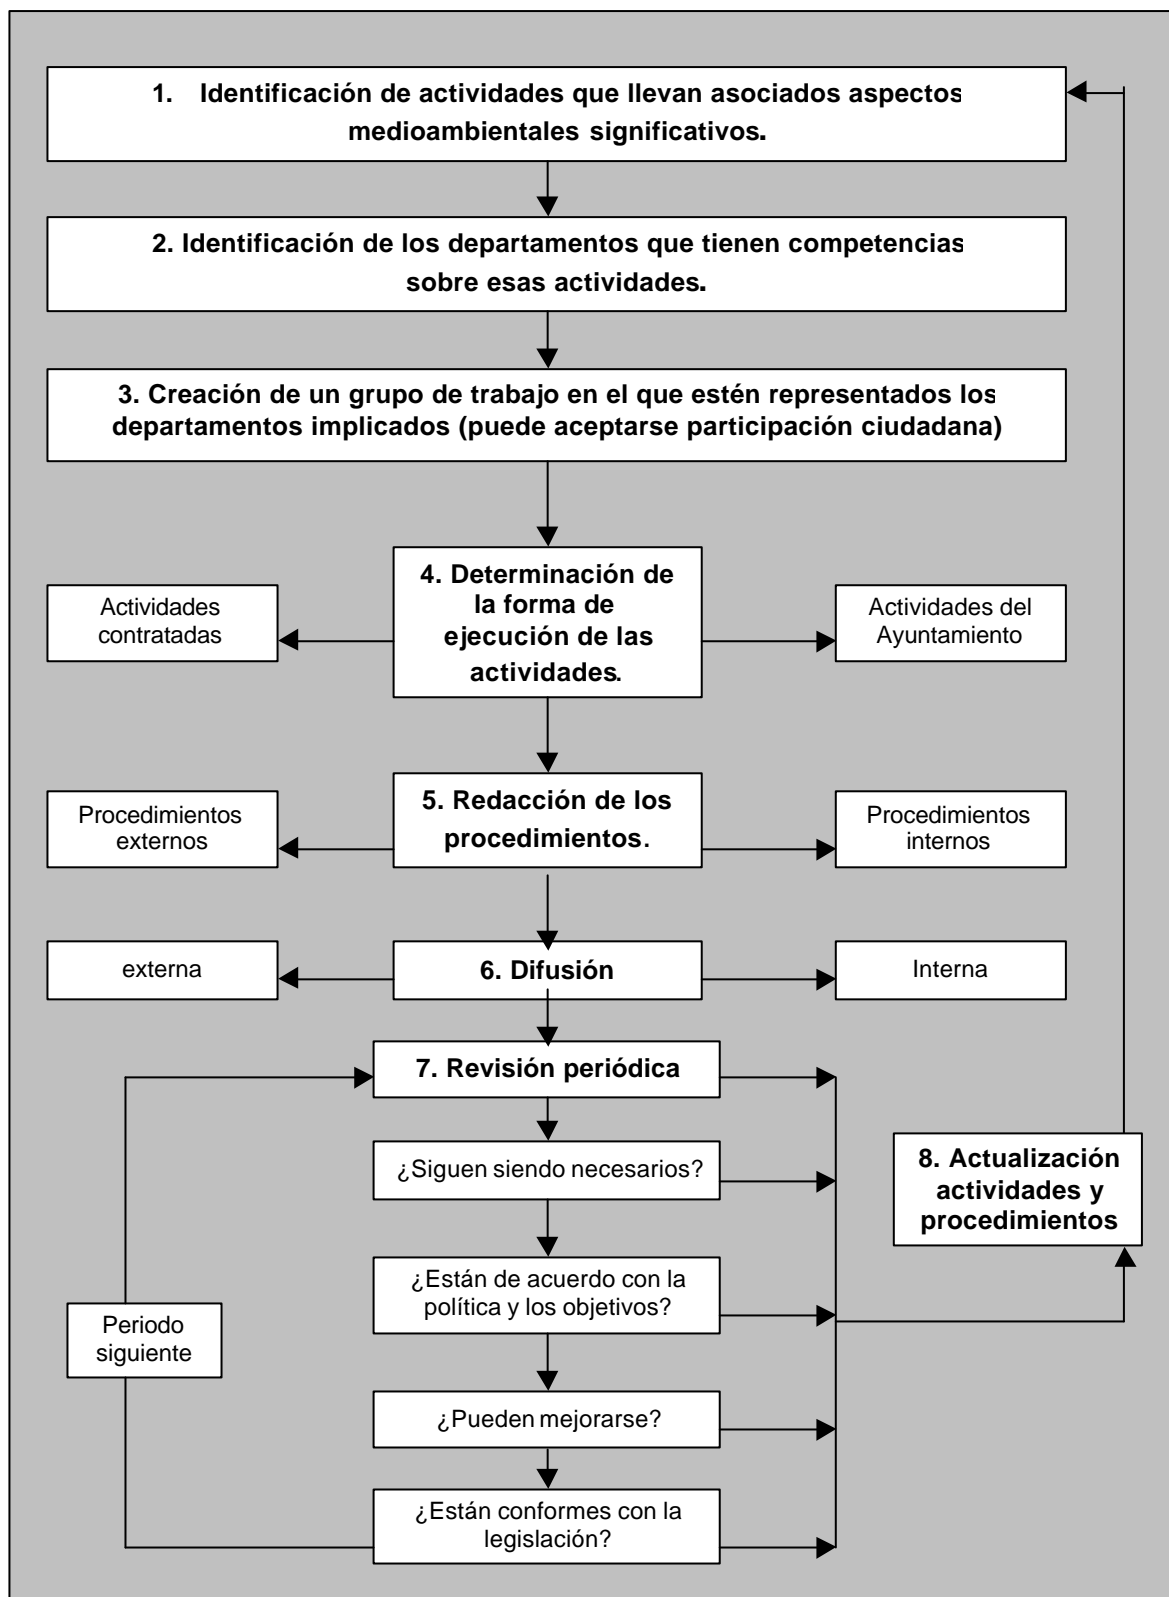 1. Identificación de actividades que llevan asociados aspectos
medioambientales significativos.
2. Identificación de los departamentos que tienen competencias
sobre esas actividades.
3. Creación de un grupo de trabajo en el que estén representados los
departamentos implicados (puede aceptarse participación ciudadana)
4. Determinación de
la forma de
ejecución de las
actividades.
Actividades
contratadas
Actividades del
Ayuntamiento
5. Redacción de los
procedimientos.
Procedimientos
externos
Procedimientos
internos
externa
6. Difusión
Interna
7. Revisión periódica
¿Siguen siendo necesarios?
8. Actualización
actividades y
procedimientos
¿Están de acuerdo con la
política y los objetivos?
Periodo
siguiente
¿Pueden mejorarse?
¿Están conformes con la
legislación?